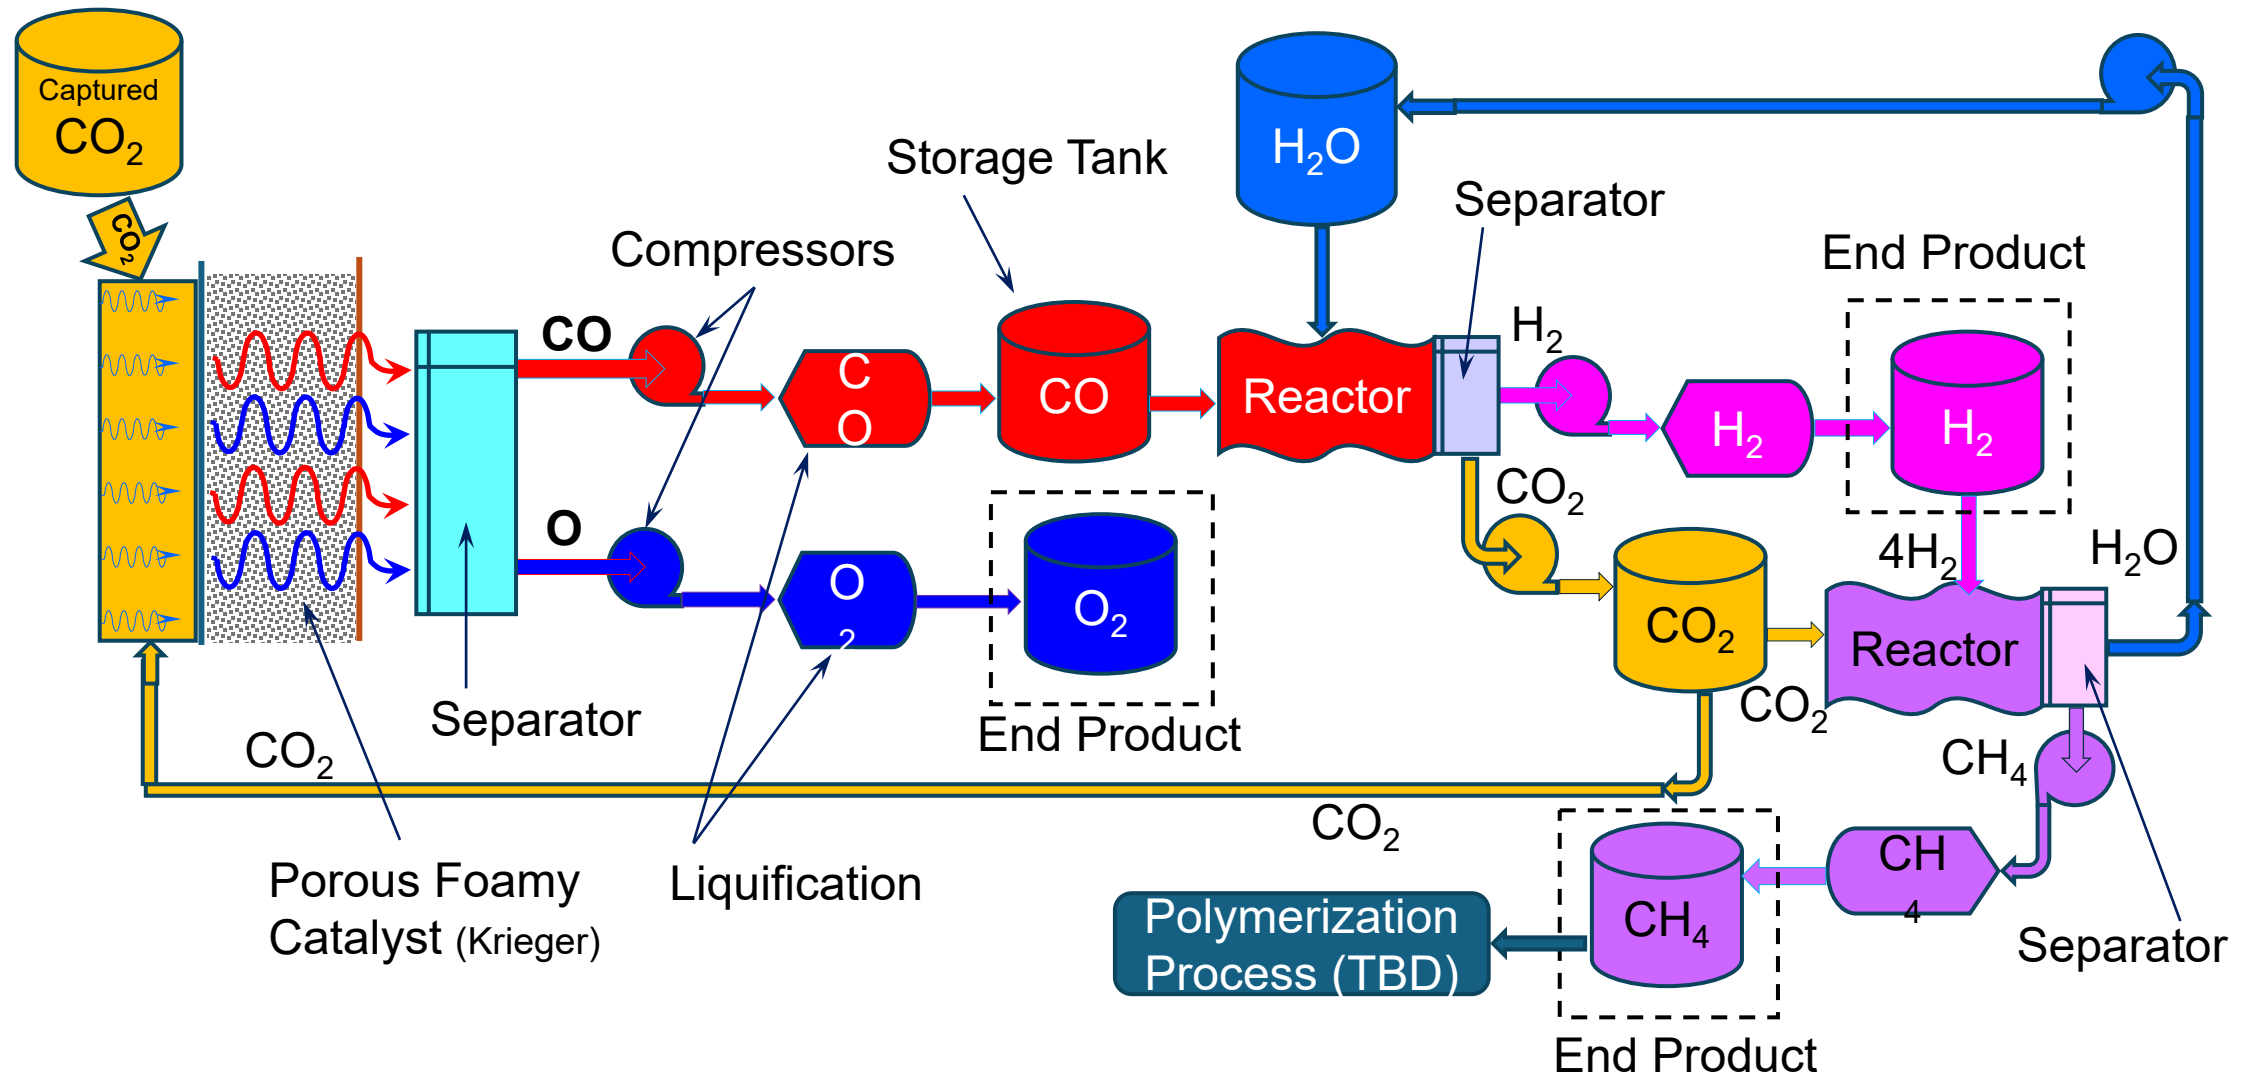 Captured
CO2
CO2
Storage Tank
H2O
Separator
Compressors
End Product
CO
H2
C
O
CO
Reactor
H2
H2
CO2
O
4H2
H2O
O
2
O2
CO2
Reactor
Separator
End Product
CO2
CO2
CH4
CO2
Liquification
Porous Foamy
Catalyst (Krieger)
CH
4
CH4
Polymerization
Process (TBD)
Separator
End Product